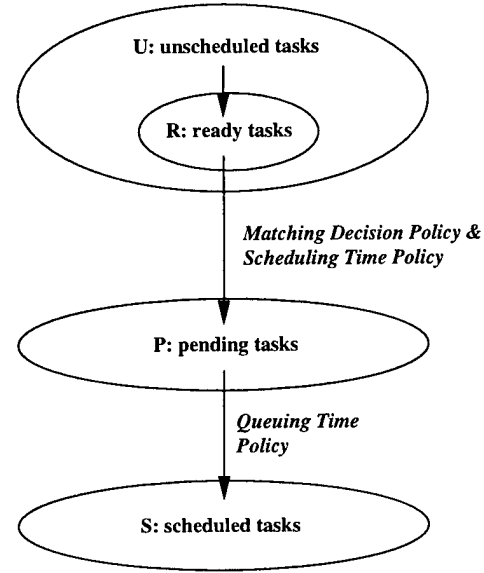 U: unscheduled tasks
R: ready tasks
Matching Decision Policy &
Scheduling Time Policy
P: pending tasks
Queuing Time
Policy
S: scheduled tasks